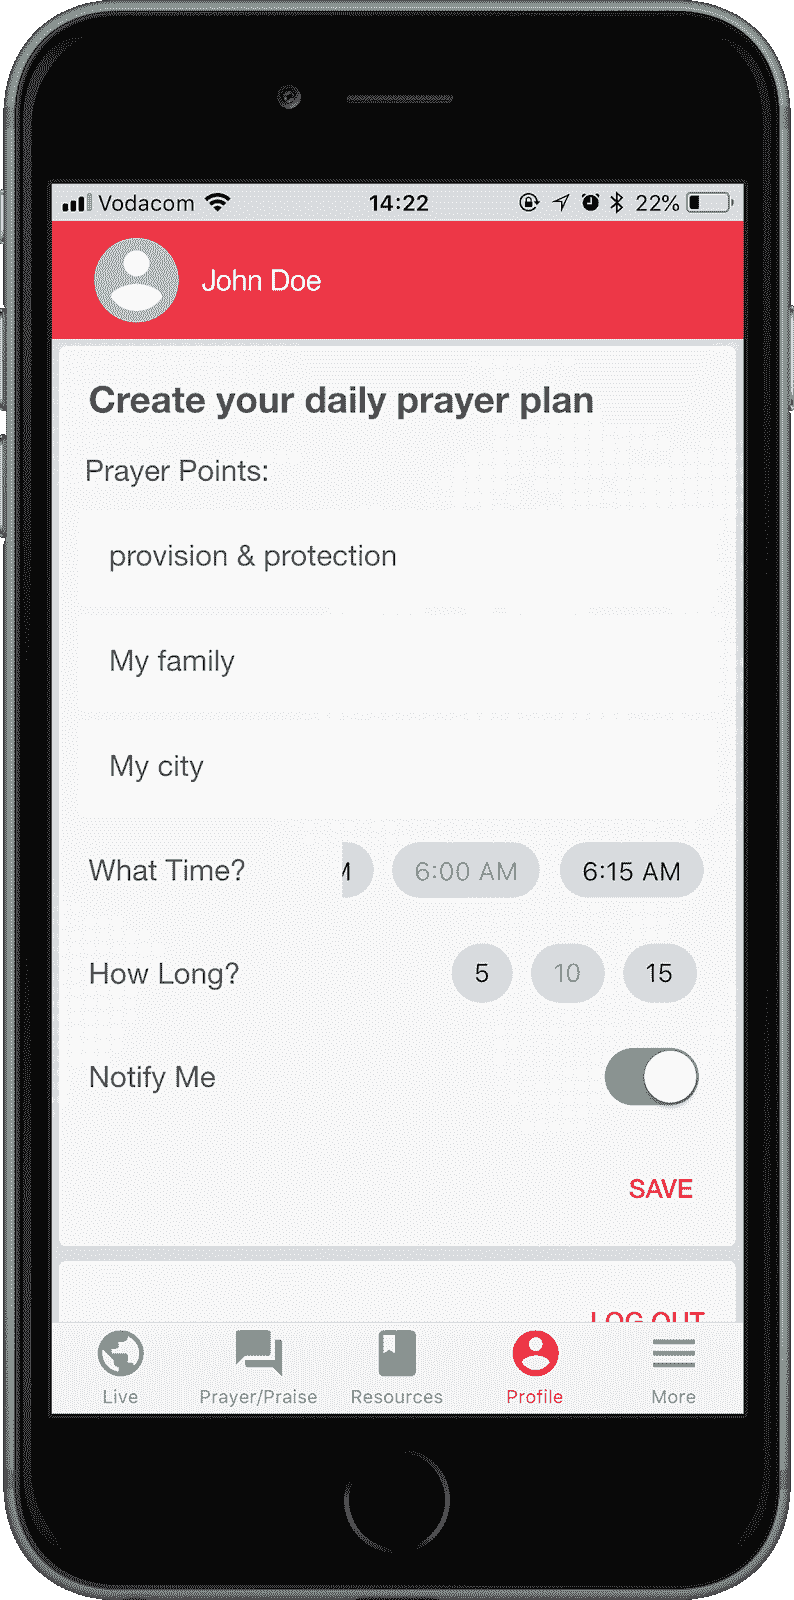 Vodacom 14:22 22%
John Doe
Create your daily prayer plan
Prayer Points:
provision & protection
My family
My city
What Time? M 6:00 AM 6:15 AM
How Long? 5 10 15
Notify Me
SAVE
LOG OUT
Live Prayer/Praise Resources Profile More